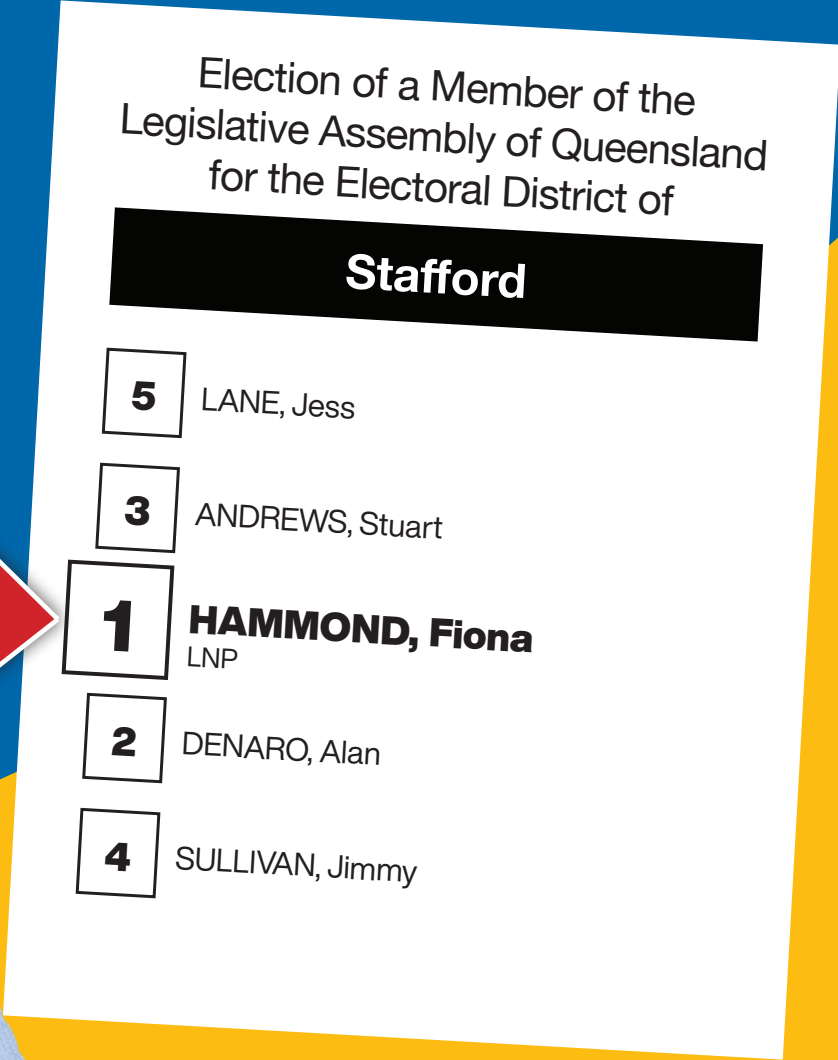 Election of a Member of the
Legislative Assembly of Queensland
for the Electoral District of
Stafford
5 LANE, Jess
3 ANDREWS, Stuart
1 HAMMOND, Fiona
LNP
2 DENARO, Alan
4 SULLIVAN, Jimmy